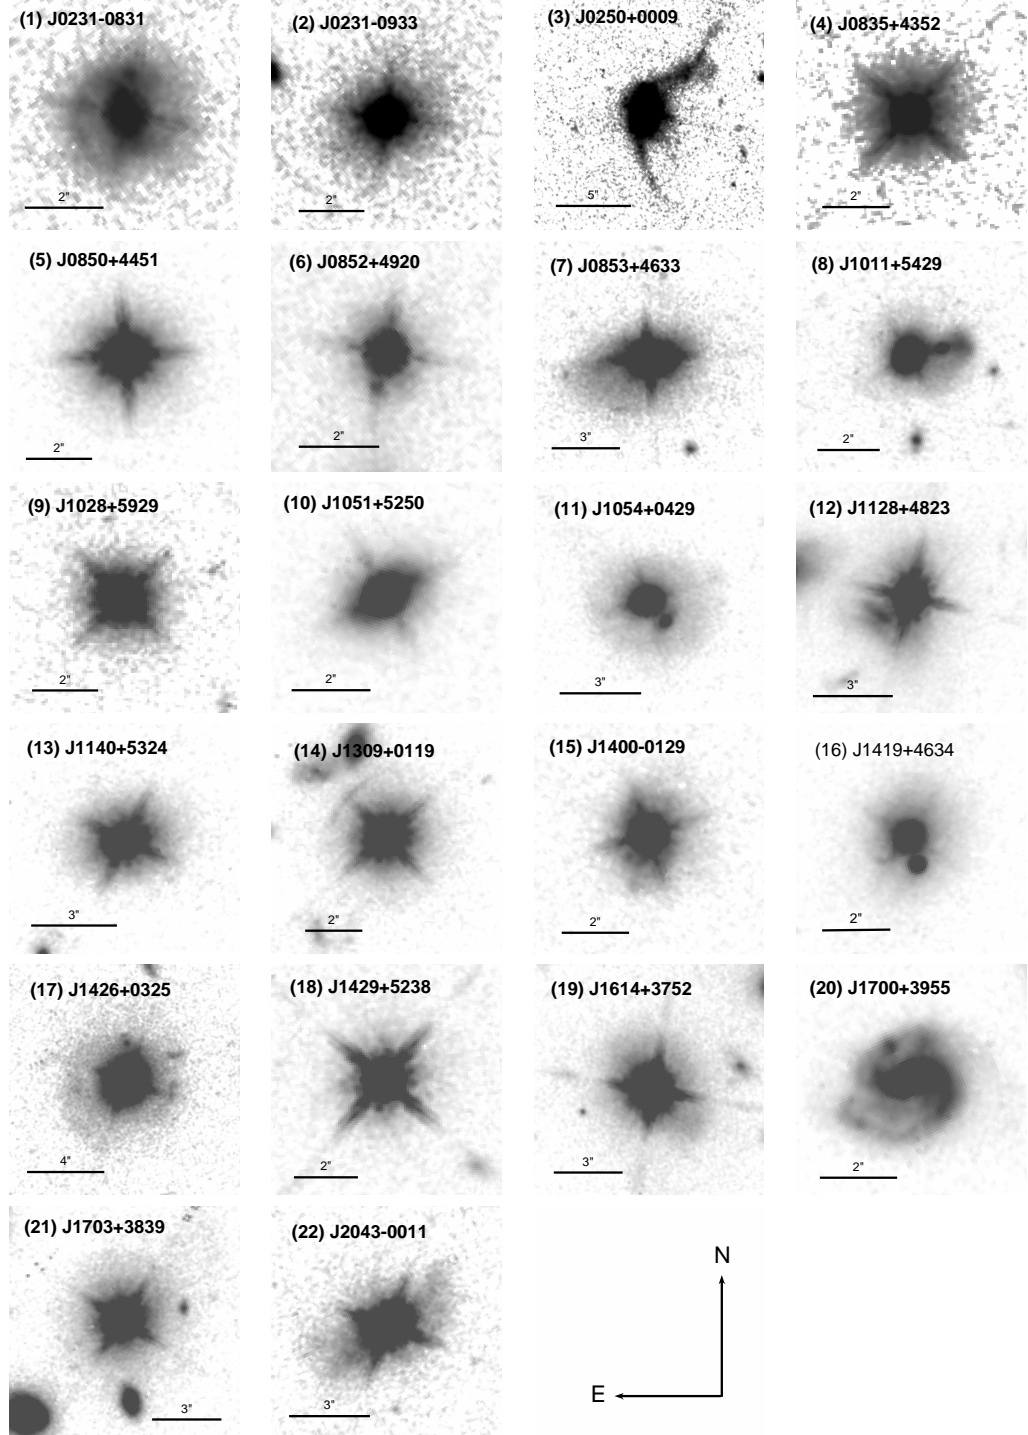 (1) J0231-0831
(2) J0231-0933
(3) J0250+0009
(4) J0835+4352
2"
2"
5"
2"
(5) J0850+4451
(6) J0852+4920
(7) J0853+4633
(8) J1011+5429
2"
2"
3"
2"
(9) J1028+5929
(10) J1051+5250
(11) J1054+0429
(12) J1128+4823
2"
2"
3"
3"
(13) J1140+5324
(14) J1309+0119
(15) J1400-0129
(16) J1419+4634
3"
2"
2"
2"
(17) J1426+0325
(18) J1429+5238
(19) J1614+3752
(20) J1700+3955
4"
2"
3"
2"
(21) J1703+3839
(22) J2043-0011
N
E
3"
3"